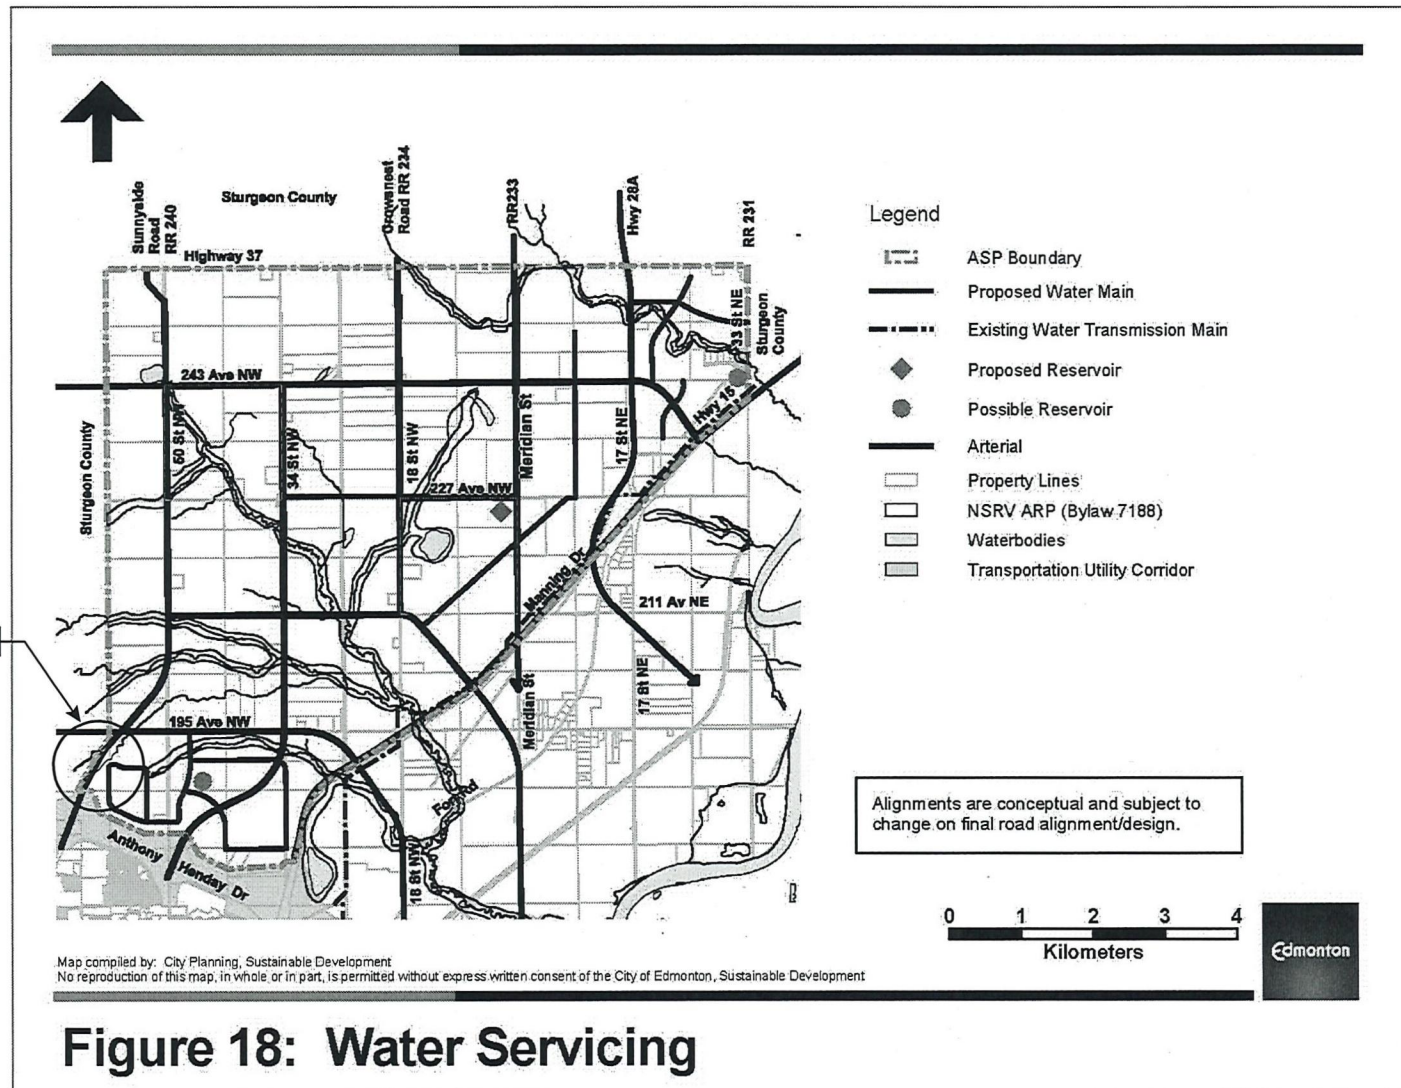 Sturgeon County
Sunnyside
Road
RR 240
Crowsnest
Road RR 234
RR233
Hwy 28A
RR 231
Highway 37
33 St NE
Sturgeon
County
243 Ave NW
Hwy 15
Sturgeon County
50 St NW
34 St NW
18 St NW
Meridian St
17 St NE
227 Ave NW
Manning Dr
211 Av NE
17 St NE
Meridian St
195 Ave NW
Fort Rd
Anthony
Henday Dr
18 St NW
Legend
ASP Boundary
Proposed Water Main
Existing Water Transmission Main
Proposed Reservoir
Possible Reservoir
Arterial
Property Lines
NSRV ARP (Bylaw 7188)
Waterbodies
Transportation Utility Corridor
Alignments are conceptual and subject to
change on final road alignment/design.
0 1 2 3 4
Kilometers
Edmonton
Map compiled by: City Planning, Sustainable Development
No reproduction of this map, in whole or in part, is permitted without express written consent of the City of Edmonton, Sustainable Development
Figure 18: Water Servicing